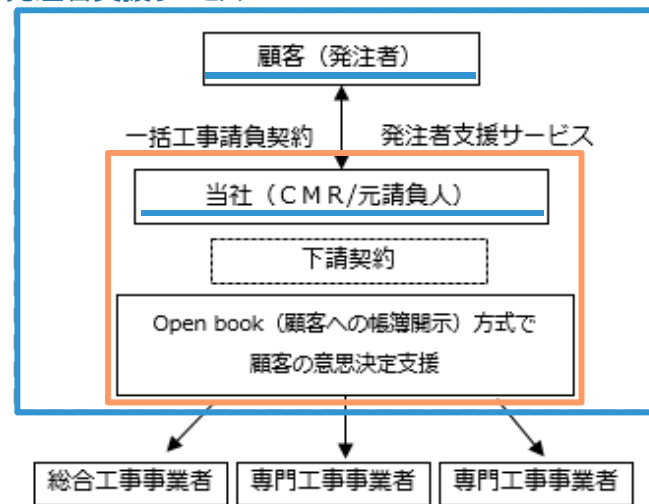 顧客（発注者）
一括工事請負契約 発注者支援サービス
当社（ＣＭＲ/元請負人）
下請契約
Open book（顧客への帳簿開示）方式で
顧客の意思決定支援
総合工事事業者 専門工事事業者 専門工事事業者